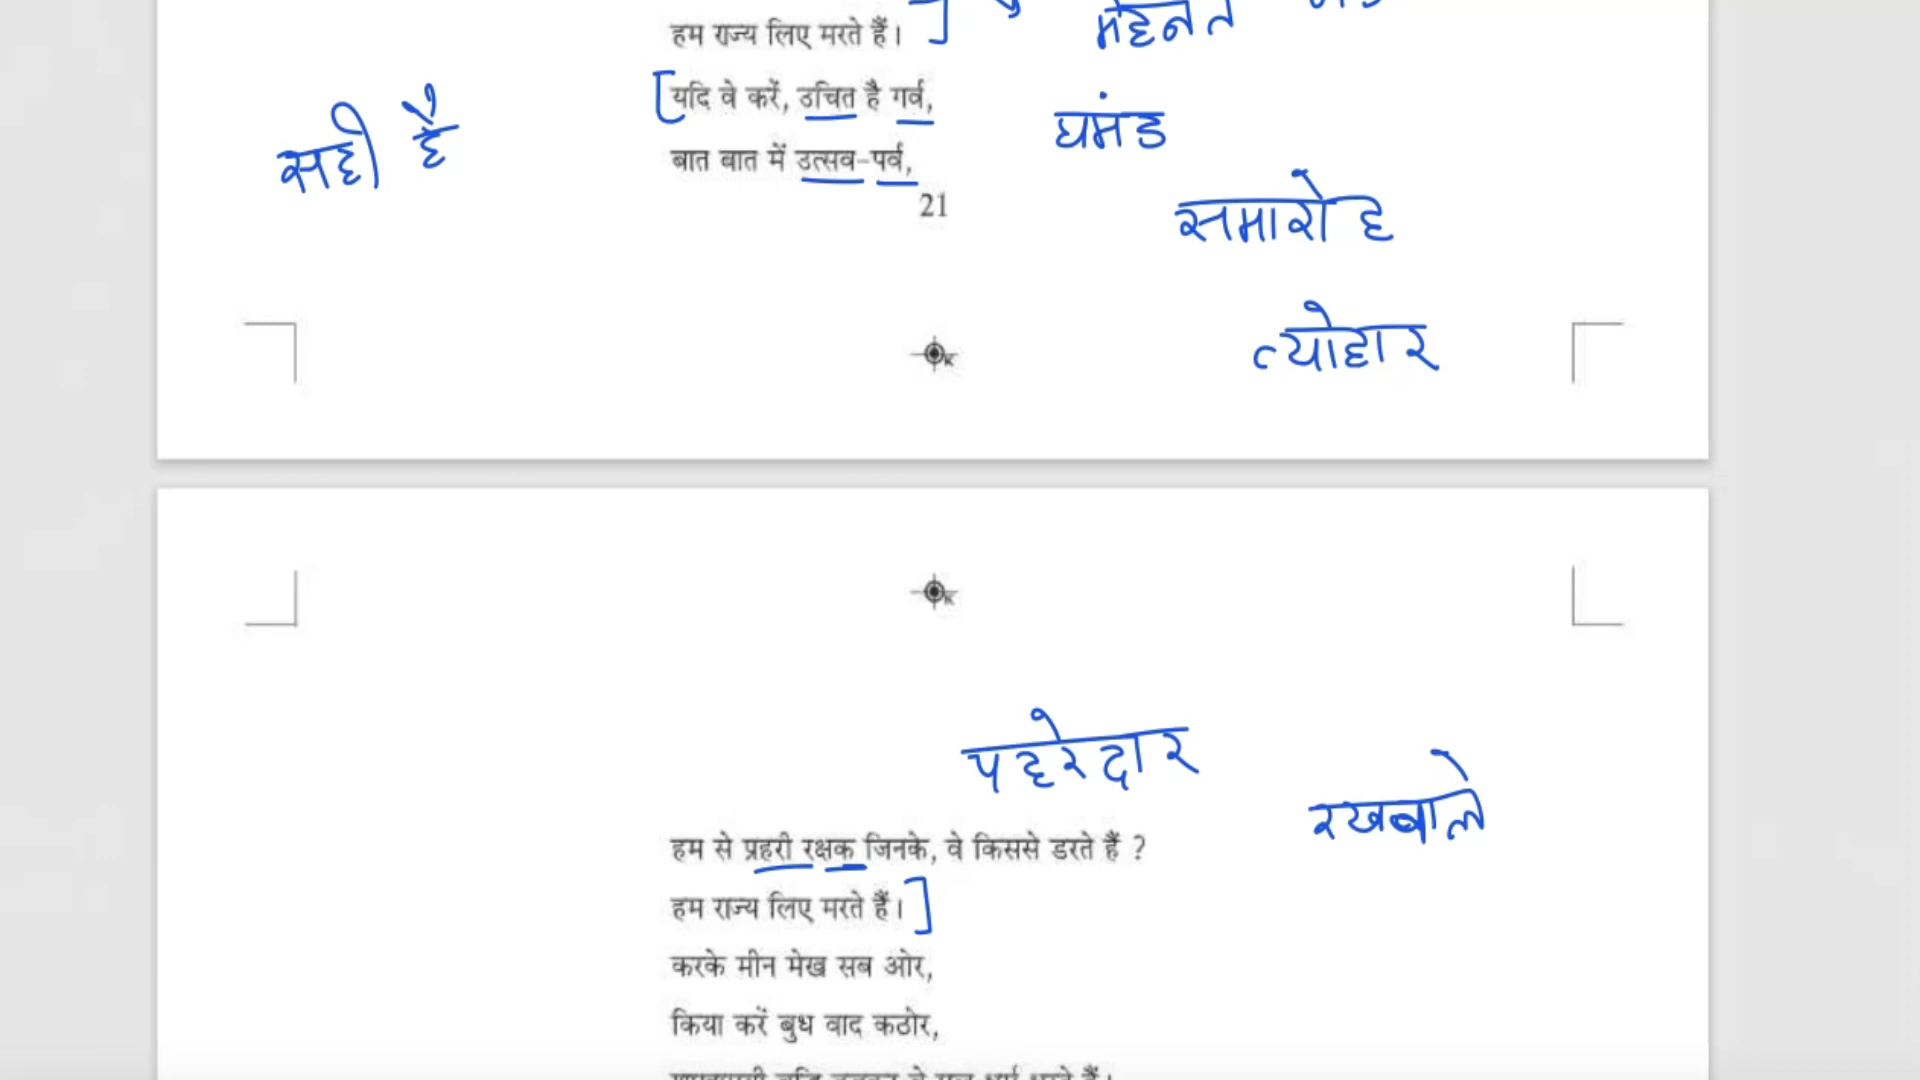 हम राज्य लिए मरते हैं।
मेहनत
यदि वे करें, उचित है गर्व,
सही है
घमंड
बात बात में उत्सव-पर्व,
21
समारोह
त्योहार
पहरेदार
रखवाले
हम से प्रहरी रक्षक जिनके, वे किससे डरते हैं ?
हम राज्य लिए मरते हैं।
करके मीन मेख सब ओर,
किया करें बुध वाद कठोर,